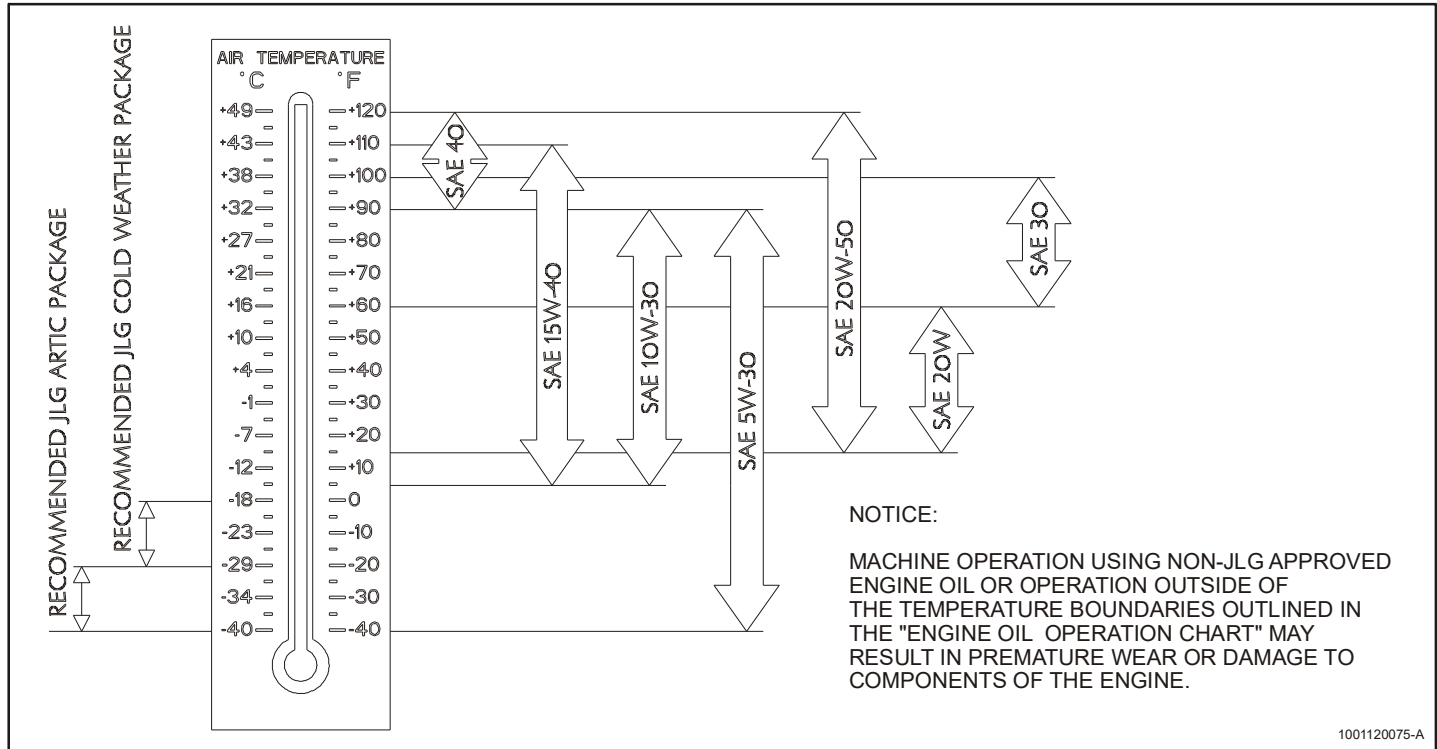 RECOMMENDED JLG ARTIC PACKAGE
RECOMMENDED JLG COLD WEATHER PACKAGE
AIR TEMPERATURE
°C °F
+49 +120
+43 +110
+38 +100
+32 +90
+27 +80
+21 +70
+16 +60
+10 +50
+4 +40
-1 +30
-7 +20
-12 +10
-18 0
-23 -10
-29 -20
-34 -30
-40 -40
SAE 40
SAE 15W-40
SAE 10W-30
SAE 5W-30
SAE 20W-50
SAE 20W
SAE 30
NOTICE:
MACHINE OPERATION USING NON-JLG APPROVED
ENGINE OIL OR OPERATION OUTSIDE OF
THE TEMPERATURE BOUNDARIES OUTLINED IN
THE "ENGINE OIL OPERATION CHART" MAY
RESULT IN PREMATURE WEAR OR DAMAGE TO
COMPONENTS OF THE ENGINE.
1001120075-A